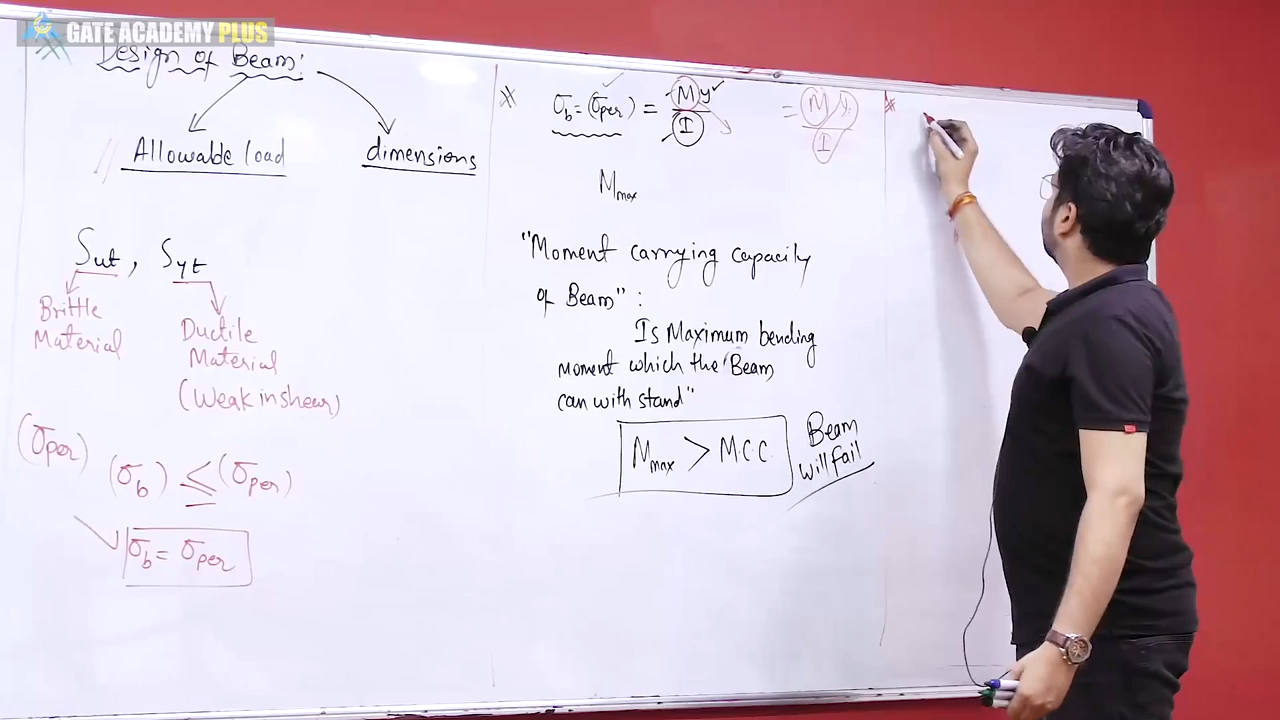 GATE ACADEMY PLUS
Design of Beam:
Allowable load
dimensions
Sut, Syt
Brittle
Material
Ductile
Material
(Weak in shear)
(σper)
(σb) ≤ (σper)
σb = σper
* σb = (σper) = My/I = My/I
Mmax
"Moment carrying capacity
of Beam" :
Is Maximum bending
moment which the Beam
can with stand"
Mmax > M.C.C.
Beam
will fail
*